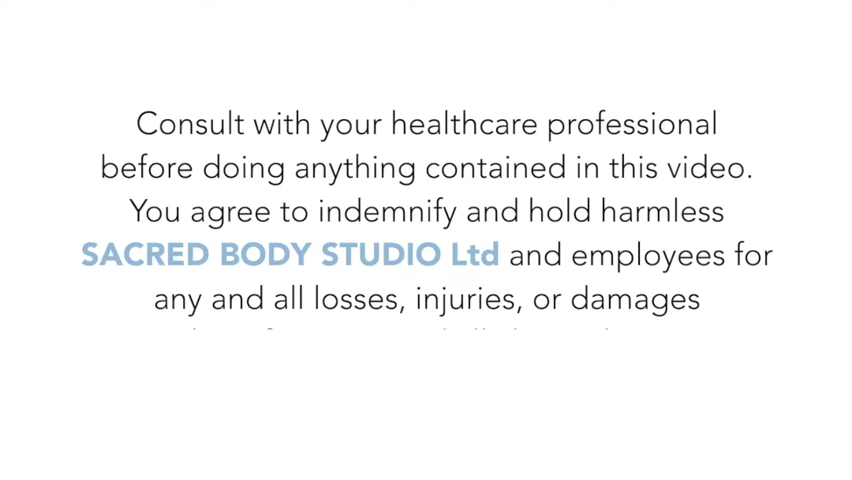 Consult with your healthcare professional
before doing anything contained in this video.
You agree to indemnify and hold harmless
SACRED BODY STUDIO Ltd and employees for
any and all losses, injuries, or damages